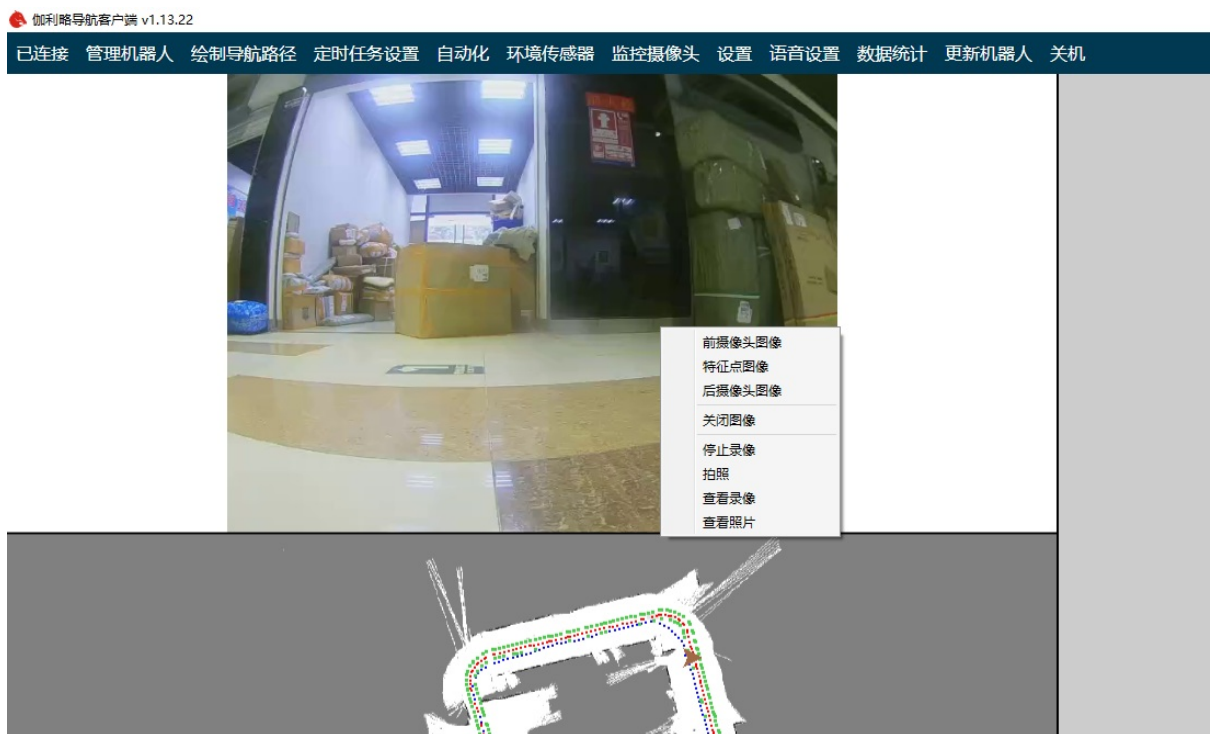 伽利略导航客户端 v1.13.22
已连接 管理机器人 绘制导航路径 定时任务设置 自动化 环境传感器 监控摄像头 设置 语音设置 数据统计 更新机器人 关机
前摄像头图像
特征点图像
后摄像头图像
关闭图像
停止录像
拍照
查看录像
查看照片